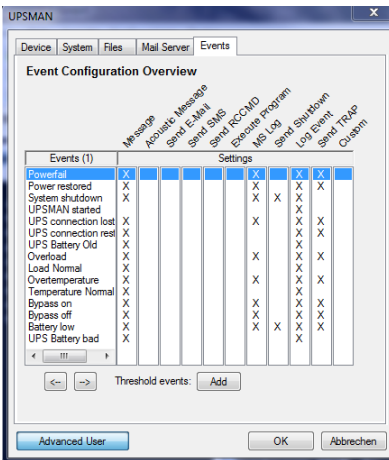 UPSMAN
x
Device System Files Mail Server Events
Event Configuration Overview
Message Acoustic Message Send E-Mail Send SMS Send RCCMD Execute Program MS Log Send Shutdown Log Event Send TRAP Custom
Events (1) Settings
Powerfail X X X X
Power restored X X X X
System shutdown X X X X
UPSMAN started X
UPS connection lost X X X X
UPS connection rest X X X
UPS Battery Old X X
Overload X X X X
Load Normal X X
Overtemperature X X X X
Temperature Normal X X
Bypass on X X X X
Bypass off X X X X
Battery low X X X X X
UPS Battery bad X X
<-- --> Threshold events: Add
Advanced User OK Abbrechen